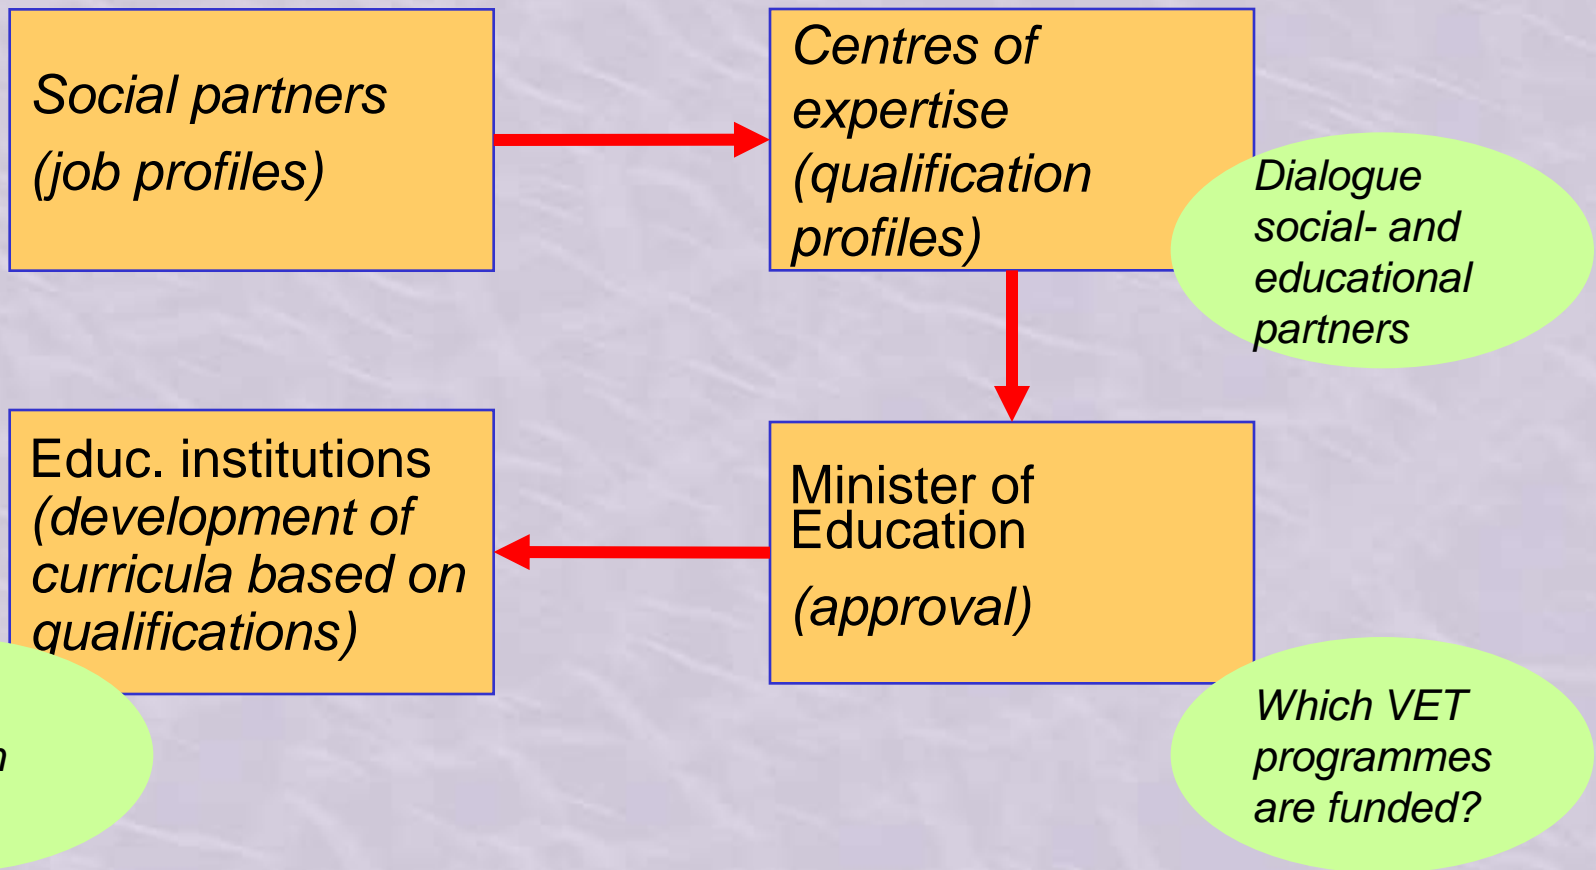 Social partners
(job profiles)
Centres of
expertise
(qualification
profiles)
Dialogue
social- and
educational
partners
Educ. institutions
(development of
curricula based on
qualifications)
Minister of
Education
(approval)
Which VET
programmes
are funded?